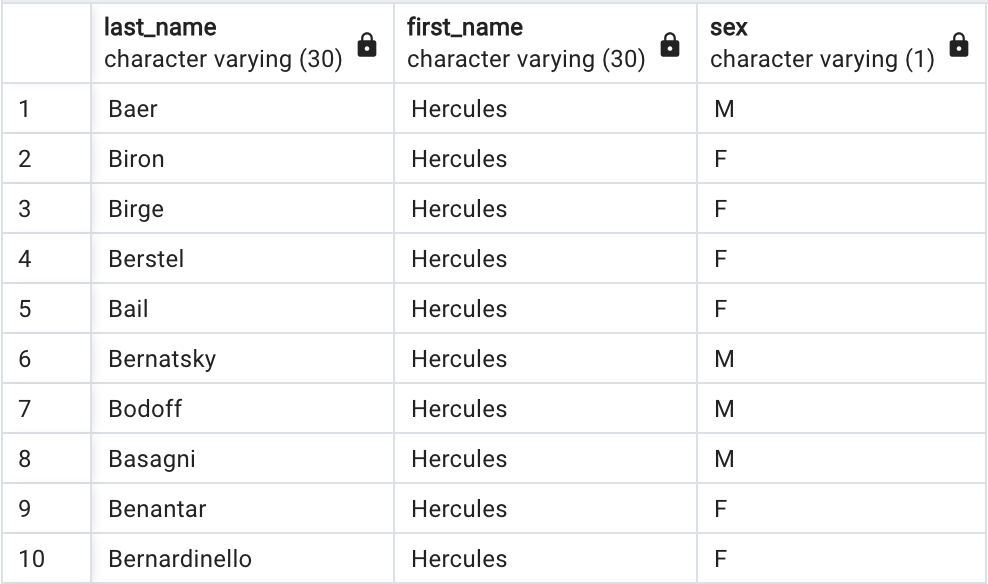 last_name first_name sex
character varying (30) character varying (30) character varying (1)
1 Baer Hercules M
2 Biron Hercules F
3 Birge Hercules F
4 Berstel Hercules F
5 Bail Hercules F
6 Bernatsky Hercules M
7 Bodoff Hercules M
8 Basagni Hercules M
9 Benantar Hercules F
10 Bernardinello Hercules F